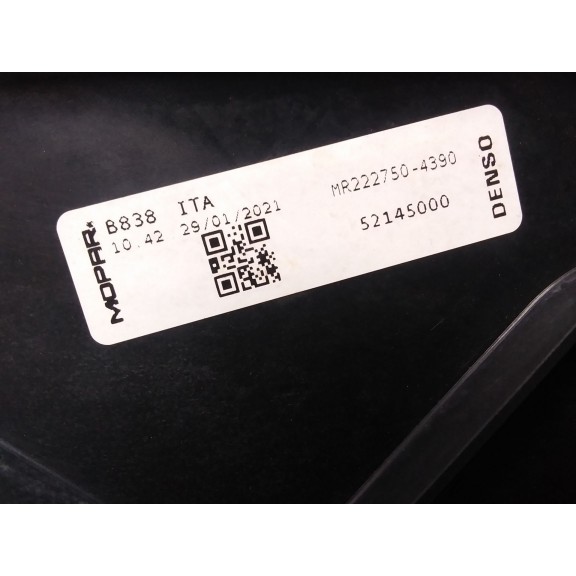 MOPAR
B838 ITA
10.42 29/01/2021
MR222750-4390
52145000
DENSO